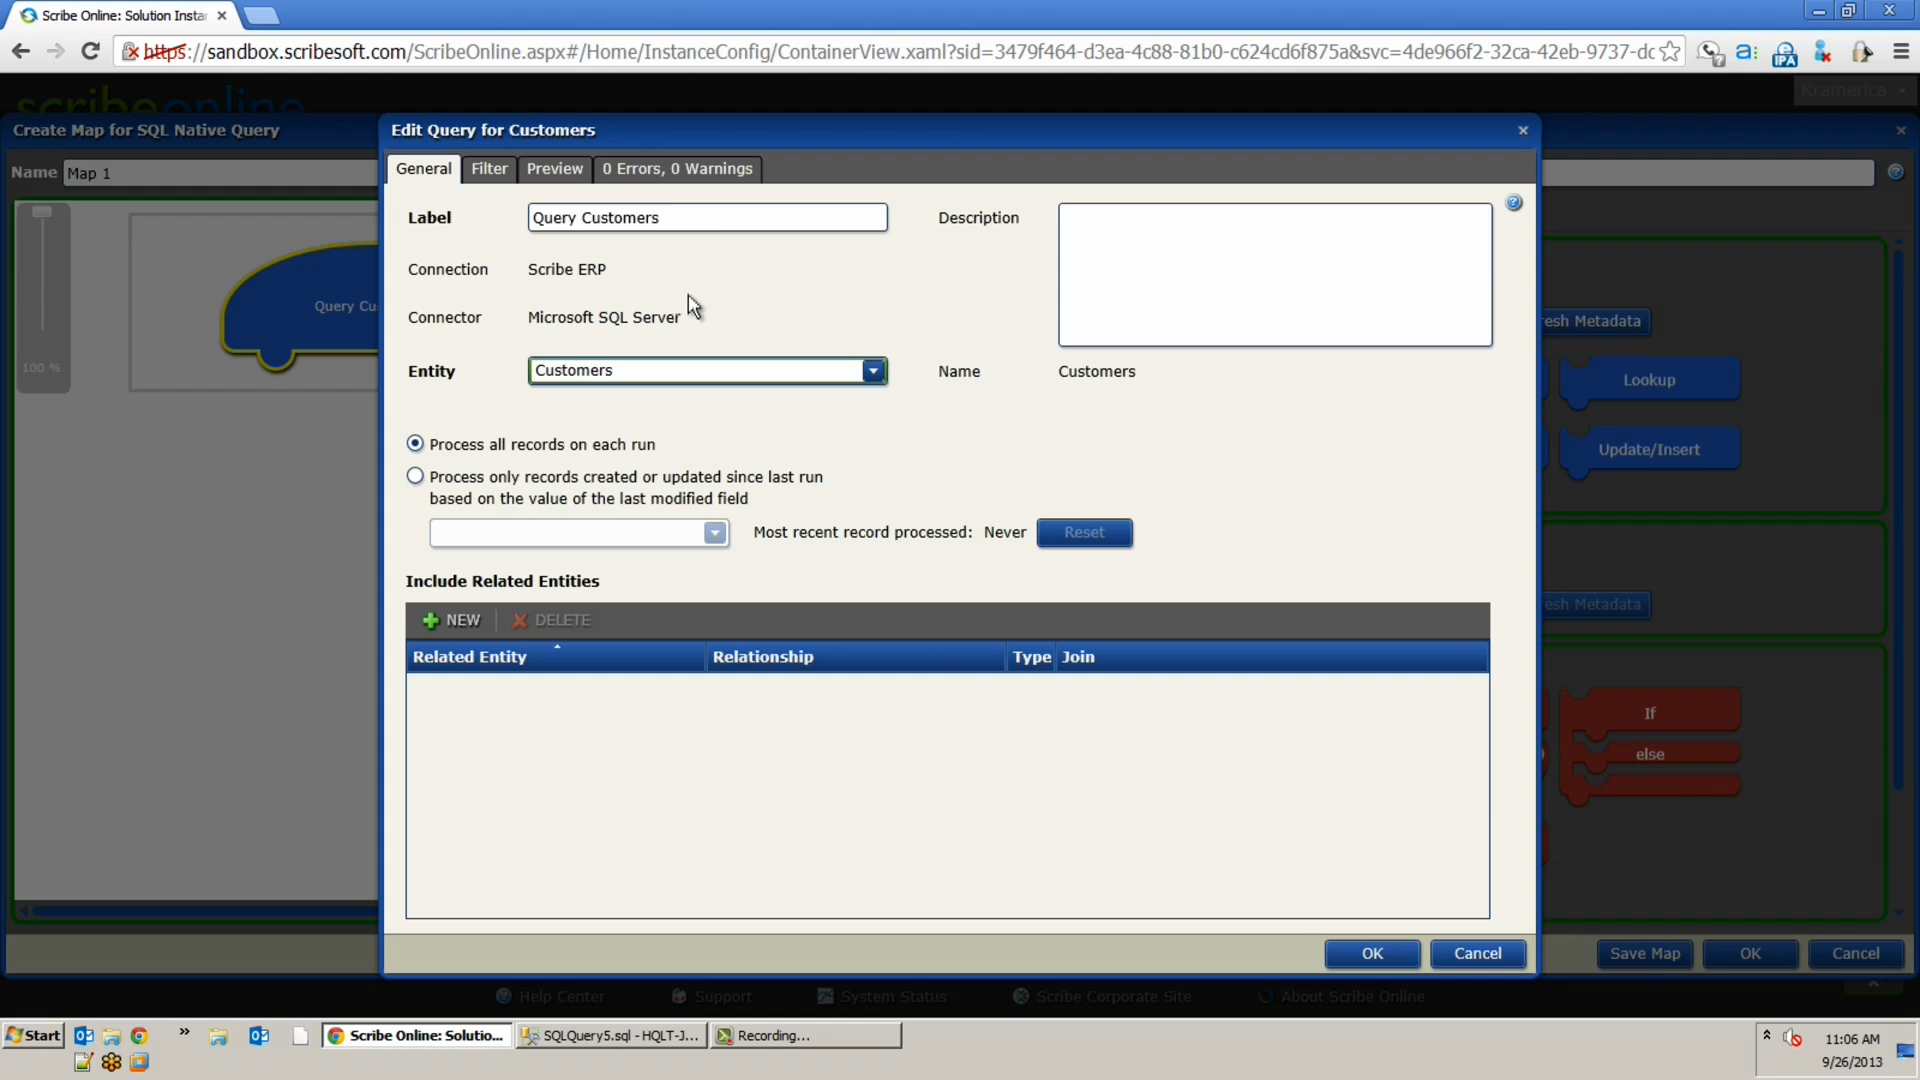 Scribe Online: Solution Insta
https://sandbox.scribesoft.com/ScribeOnline.aspx#/Home/InstanceConfig/ContainerView.xaml?sid=3479f464-d3ea-4c88-81b0-c624cd6f875a&svc=4de966f2-32ca-42eb-9737-dc
scribeonline
Kramerica
Create Map for SQL Native Query
Edit Query for Customers
Name Map 1
General Filter Preview 0 Errors, 0 Warnings
Label Query Customers Description
Connection Scribe ERP
Query Cu
Connector Microsoft SQL Server
esh Metadata
100 %
Entity Customers Name Customers
Lookup
Process all records on each run
Update/Insert
Process only records created or updated since last run
based on the value of the last modified field
Most recent record processed: Never Reset
Include Related Entities
esh Metadata
NEW DELETE
Related Entity Relationship Type Join
If
else
OK Cancel
Save Map OK Cancel
Help Center Support System Status Scribe Corporate Site About Scribe Online
Start Scribe Online: Solutio... SQLQuery5.sql - HQLT-J... Recording...
11:06 AM
9/26/2013